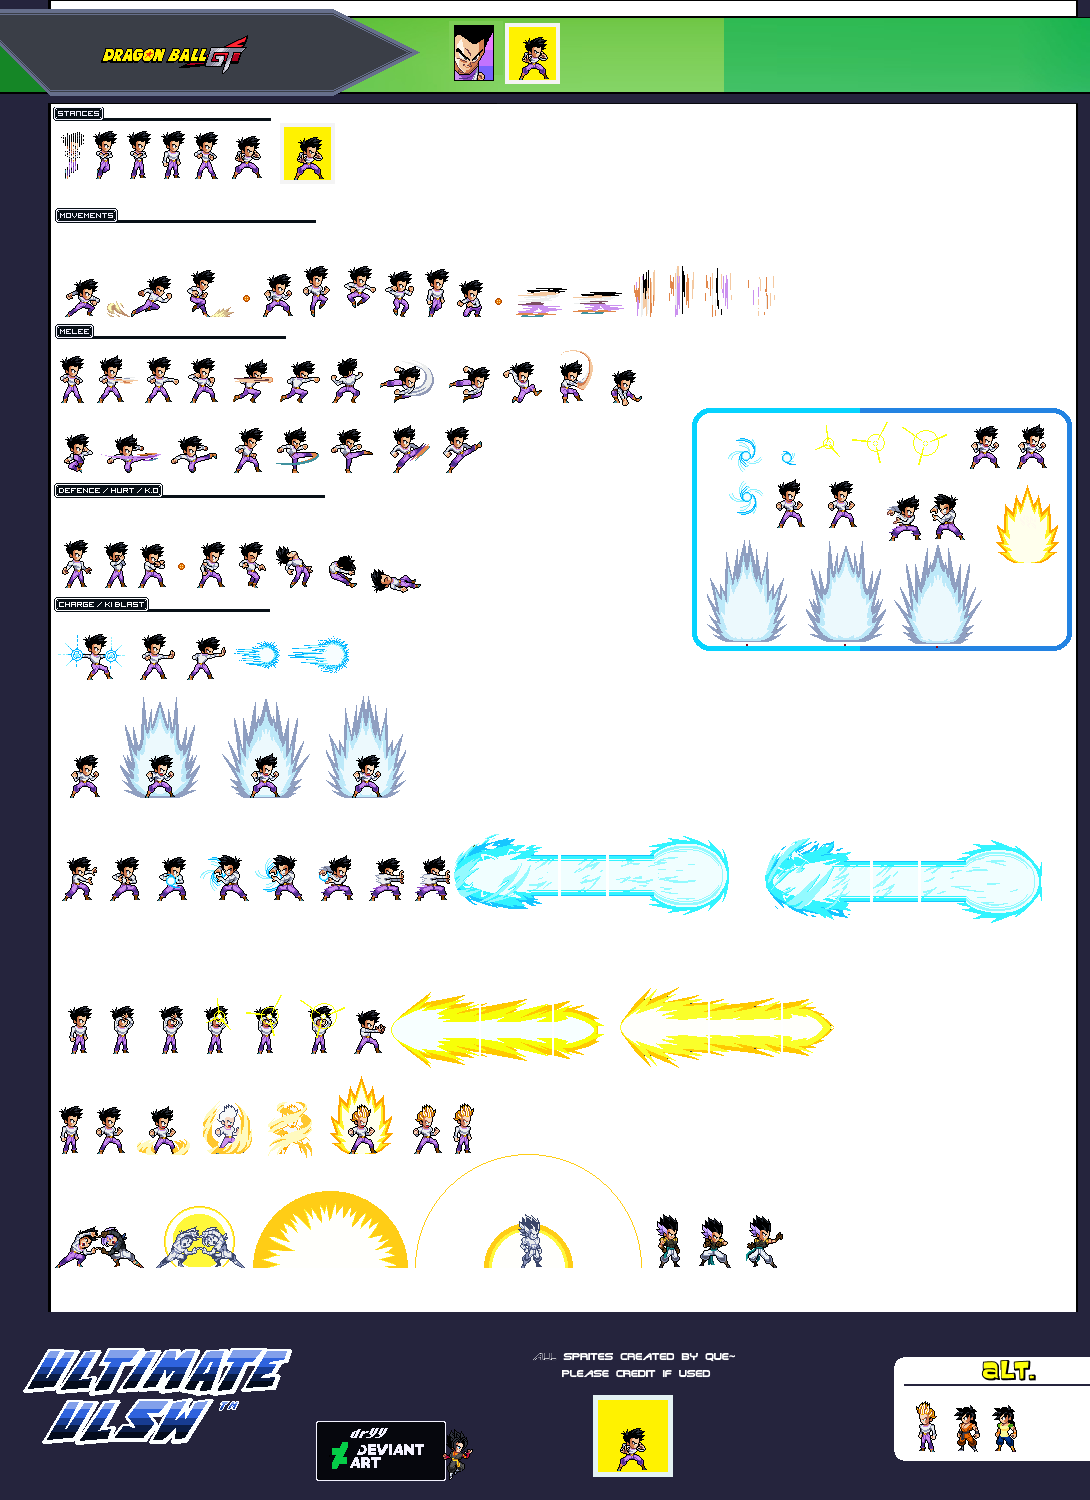 DRAGON BALL GT
STANCES
MOVEMENTS
MELEE
DEFENCE / HURT / K.O
CHARGE / KI BLAST
ULTIMATE
ULSW ™
ALL SPRITES CREATED BY QUE~
PLEASE CREDIT IF USED
dryy
DEVIANT
ART
ALT.